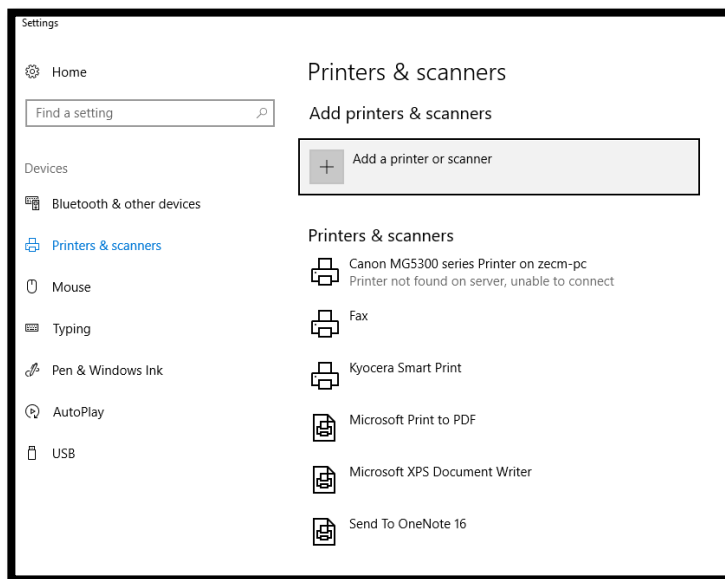 Settings
Home
Find a setting
Devices
Bluetooth & other devices
Printers & scanners
Mouse
Typing
Pen & Windows Ink
AutoPlay
USB
Printers & scanners
Add printers & scanners
Add a printer or scanner
Printers & scanners
Canon MG5300 series Printer on zecm-pc
Printer not found on server, unable to connect
Fax
Kyocera Smart Print
Microsoft Print to PDF
Microsoft XPS Document Writer
Send To OneNote 16